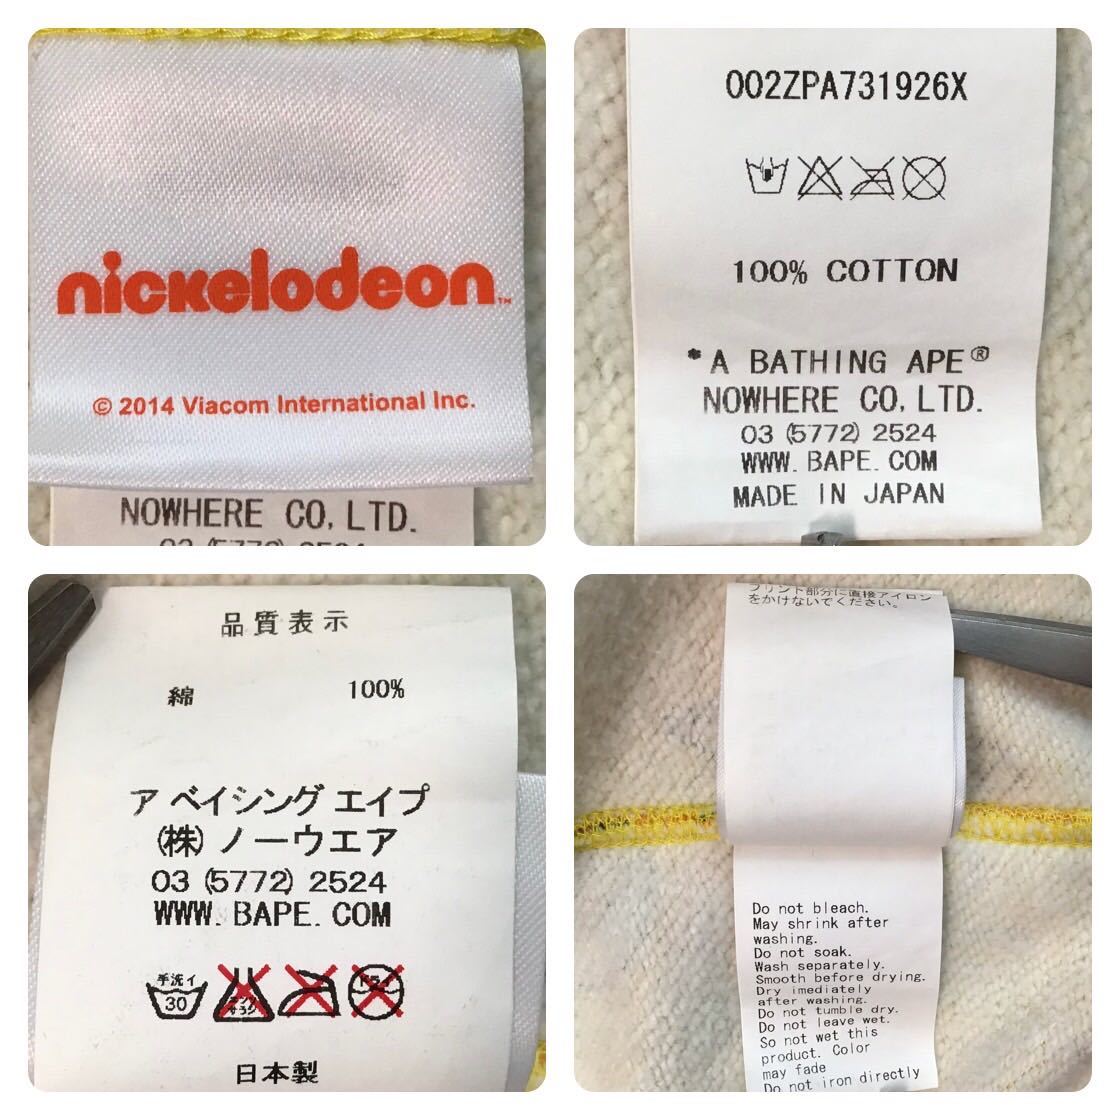 nickelodeon™
© 2014 Viacom International Inc.
NOWHERE CO, LTD.
002ZPA731926X
100% COTTON
*A BATHING APE®
NOWHERE CO, LTD.
03 (5772) 2524
WWW. BAPE. COM
MADE IN JAPAN
品質表示
綿 100%
ア ベイシング エイプ
(株) ノーウエア
03 (5772) 2524
WWW. BAPE. COM
手洗イ
30
日本製
プリント部分に直接アイロン
をかけないでください。
Do not bleach.
May shrink after
washing.
Do not soak.
Wash separately.
Smooth before drying.
Dry imediately
after washing.
Do not tumble dry.
Do not leave wet.
So not wet this
product. Color
may fade
Do not iron directly